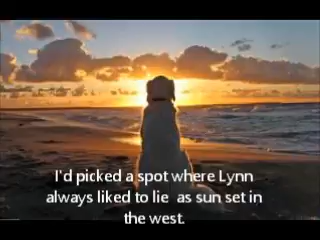 I'd picked a spot where Lynn
always liked to lie  as sun set in
the west.